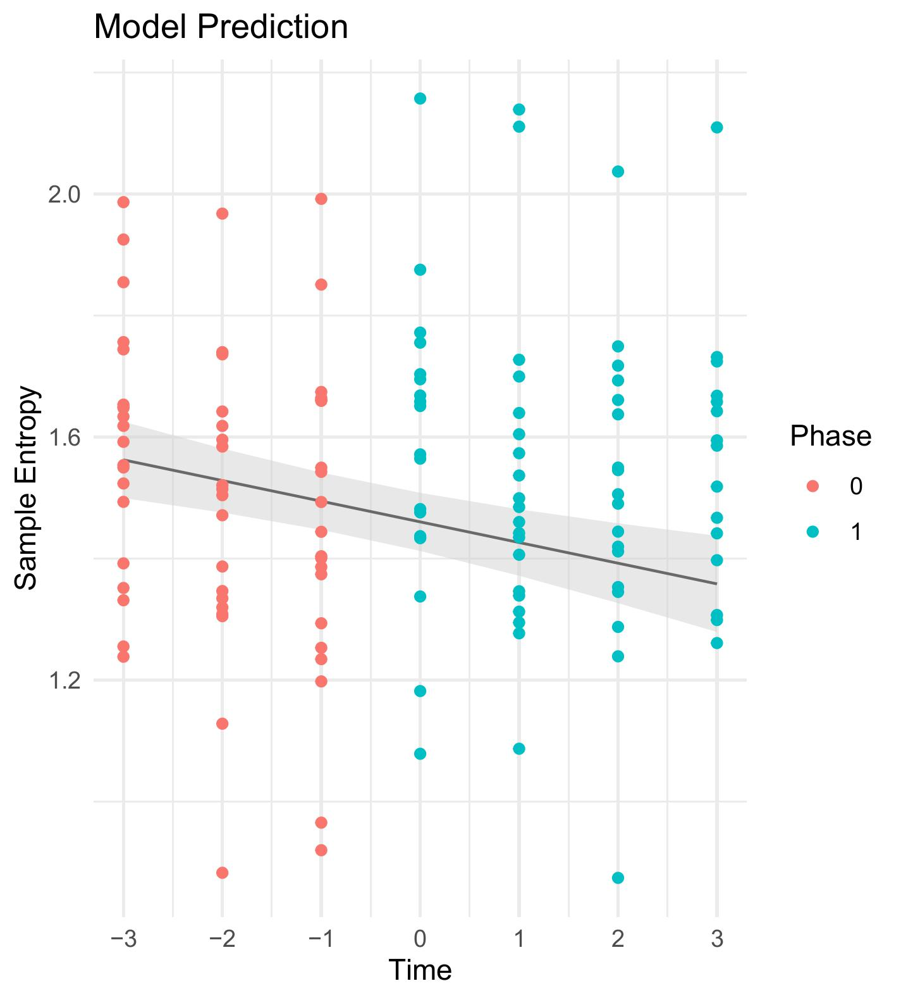 Model Prediction
Sample Entropy
2.0
1.6
1.2
−3 −2 −1 0 1 2 3
Time
Phase
0
1